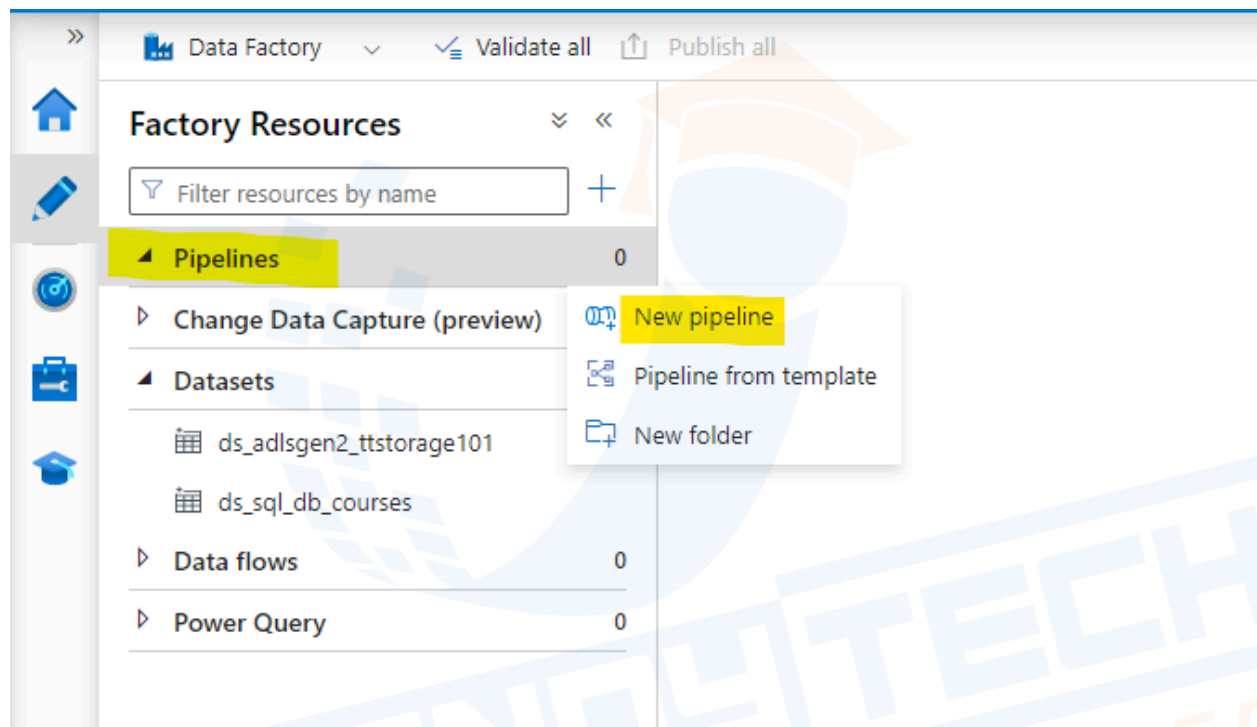 Data Factory
Validate all
Publish all
Factory Resources
Filter resources by name
Pipelines 0
New pipeline
Change Data Capture (preview)
Pipeline from template
Datasets
New folder
ds_adlsgen2_ttstorage101
ds_sql_db_courses
Data flows 0
Power Query 0
TECH